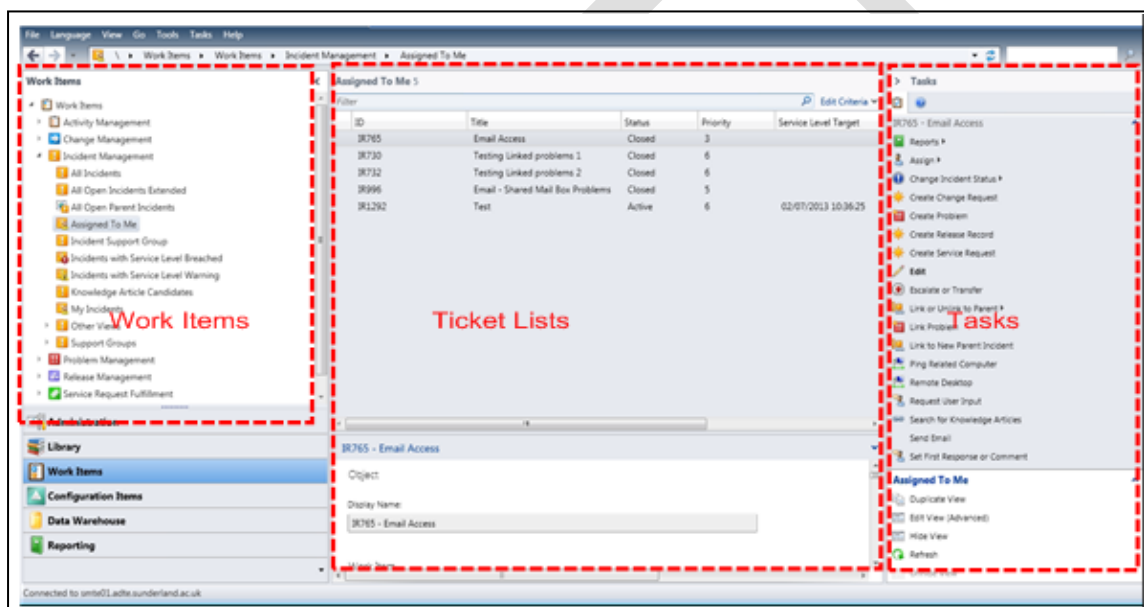 File Language View Go Tools Tasks Help
\ Work Items Work Items Incident Management Assigned To Me
Work Items
Work Items
Activity Management
Change Management
Incident Management
All Incidents
All Open Incidents Extended
All Open Parent Incidents
Assigned To Me
Incident Support Group
Incidents with Service Level Breached
Incidents with Service Level Warning
Knowledge Article Candidates
My Incidents
Other Views
Support Groups
Problem Management
Release Management
Service Request Fulfillment
Work Items
Administration
Library
Work Items
Configuration Items
Data Warehouse
Reporting
Assigned To Me 5
Filter Edit Criteria
ID Title Status Priority Service Level Target
IR765 Email Access Closed 3
IR730 Testing Linked problems 1 Closed 6
IR732 Testing Linked problems 2 Closed 6
IR996 Email - Shared Mail Box Problems Closed 5
IR1292 Test Active 6 02/07/2013 10:36:25
Ticket Lists
IR765 - Email Access
Object
Display Name:
IR765 - Email Access
Work Item
Tasks
IR765 - Email Access
Reports
Assign
Change Incident Status
Create Change Request
Create Problem
Create Release Record
Create Service Request
Edit
Escalate or Transfer
Link or Unlink to Parent
Link Problem
Tasks
Link to New Parent Incident
Ping Related Computer
Remote Desktop
Request User Input
Search for Knowledge Articles
Send Email
Set First Response or Comment
Assigned To Me
Duplicate View
Edit View (Advanced)
Hide View
Refresh
Connected to smte01.adte.sunderland.ac.uk